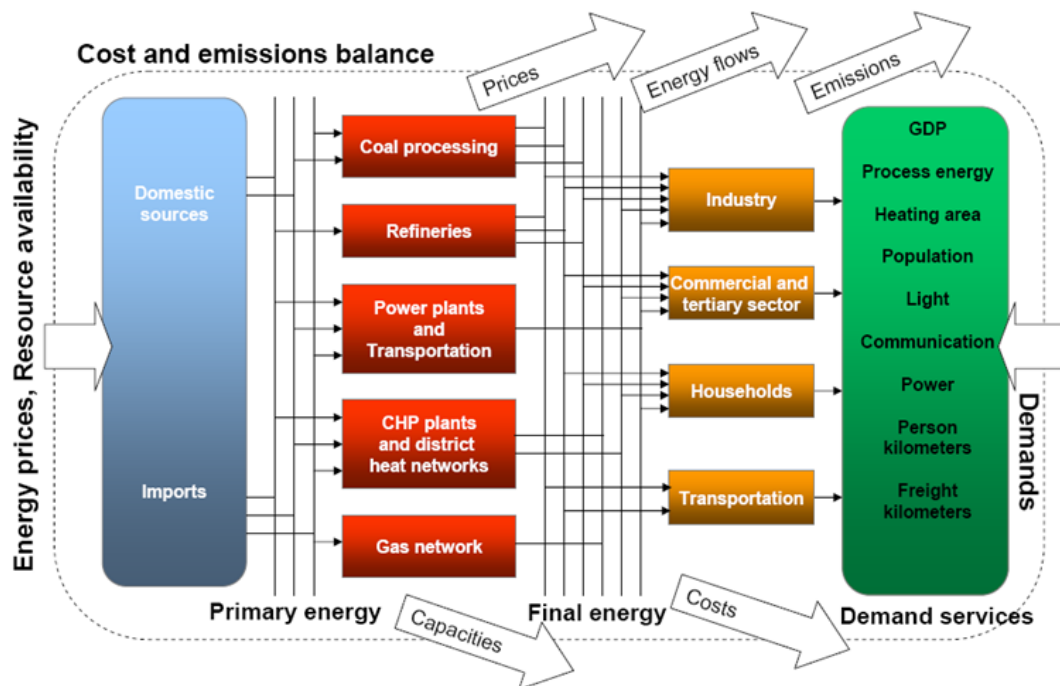 Cost and emissions balance
Prices
Energy flows
Emissions
Energy prices, Resource availability
Domestic
sources
Imports
Primary energy
Coal processing
Refineries
Power plants
and
Transportation
CHP plants
and district
heat networks
Gas network
Capacities
Final energy
Industry
Commercial and
tertiary sector
Households
Transportation
Costs
GDP
Process energy
Heating area
Population
Light
Communication
Power
Person
kilometers
Freight
kilometers
Demand services
Demands